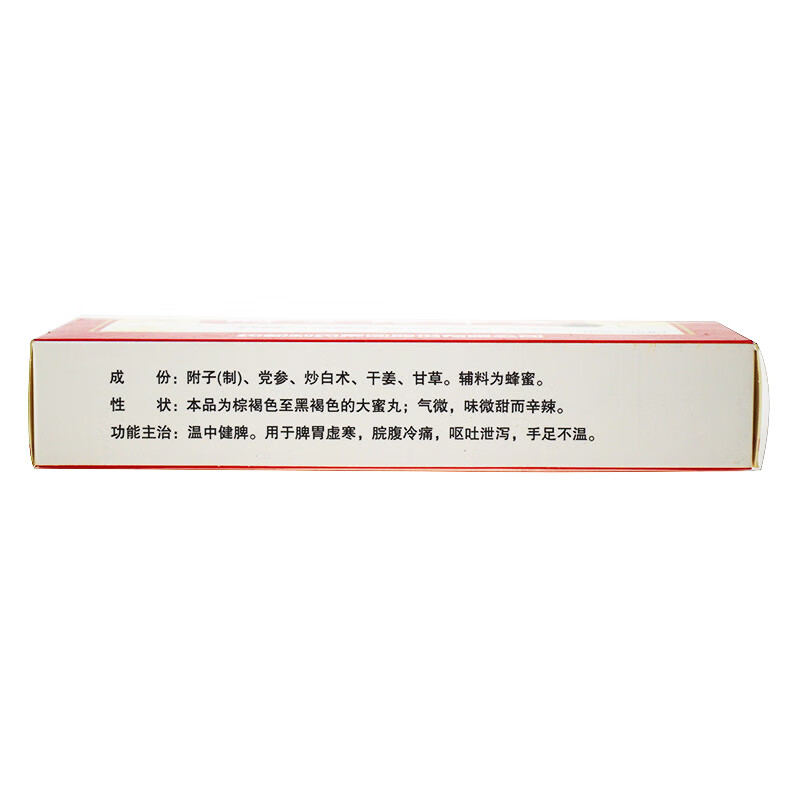 成　份：附子(制)、党参、炒白术、干姜、甘草。辅料为蜂蜜。
性　状：本品为棕褐色至黑褐色的大蜜丸；气微，味微甜而辛辣。
功能主治：温中健脾。用于脾胃虚寒，脘腹冷痛，呕吐泄泻，手足不温。